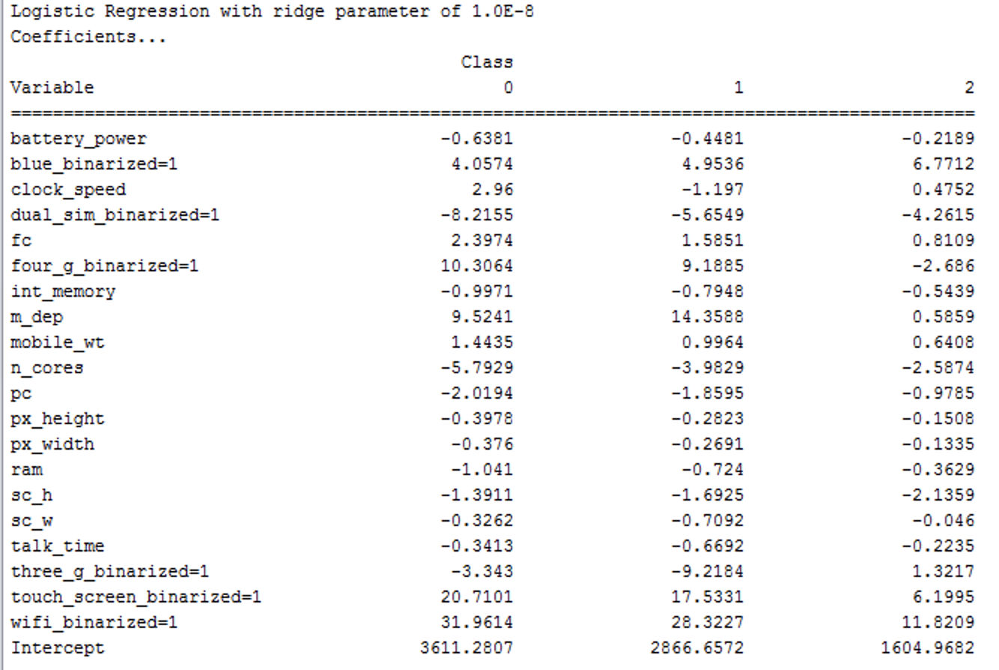 Logistic Regression with ridge parameter of 1.0E-8
Coefficients...
Class
Variable 0 1 2
============================================================================================
battery_power -0.6381 -0.4481 -0.2189
blue_binarized=1 4.0574 4.9536 6.7712
clock_speed 2.96 -1.197 0.4752
dual_sim_binarized=1 -8.2155 -5.6549 -4.2615
fc 2.3974 1.5851 0.8109
four_g_binarized=1 10.3064 9.1885 -2.686
int_memory -0.9971 -0.7948 -0.5439
m_dep 9.5241 14.3588 0.5859
mobile_wt 1.4435 0.9964 0.6408
n_cores -5.7929 -3.9829 -2.5874
pc -2.0194 -1.8595 -0.9785
px_height -0.3978 -0.2823 -0.1508
px_width -0.376 -0.2691 -0.1335
ram -1.041 -0.724 -0.3629
sc_h -1.3911 -1.6925 -2.1359
sc_w -0.3262 -0.7092 -0.046
talk_time -0.3413 -0.6692 -0.2235
three_g_binarized=1 -3.343 -9.2184 1.3217
touch_screen_binarized=1 20.7101 17.5331 6.1995
wifi_binarized=1 31.9614 28.3227 11.8209
Intercept 3611.2807 2866.6572 1604.9682